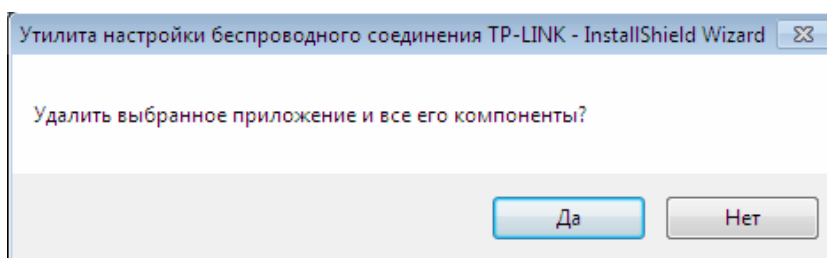 Утилита настройки беспроводного соединения TP-LINK - InstallShield Wizard
Удалить выбранное приложение и все его компоненты?
Да
Нет